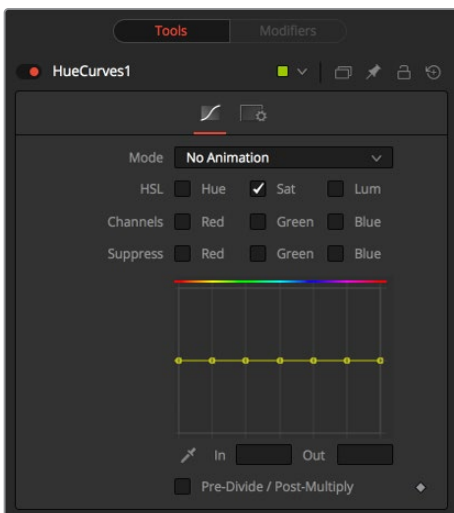 Tools Modifiers
HueCurves1
Mode No Animation
HSL Hue Sat Lum
Channels Red Green Blue
Suppress Red Green Blue
In Out
Pre-Divide / Post-Multiply